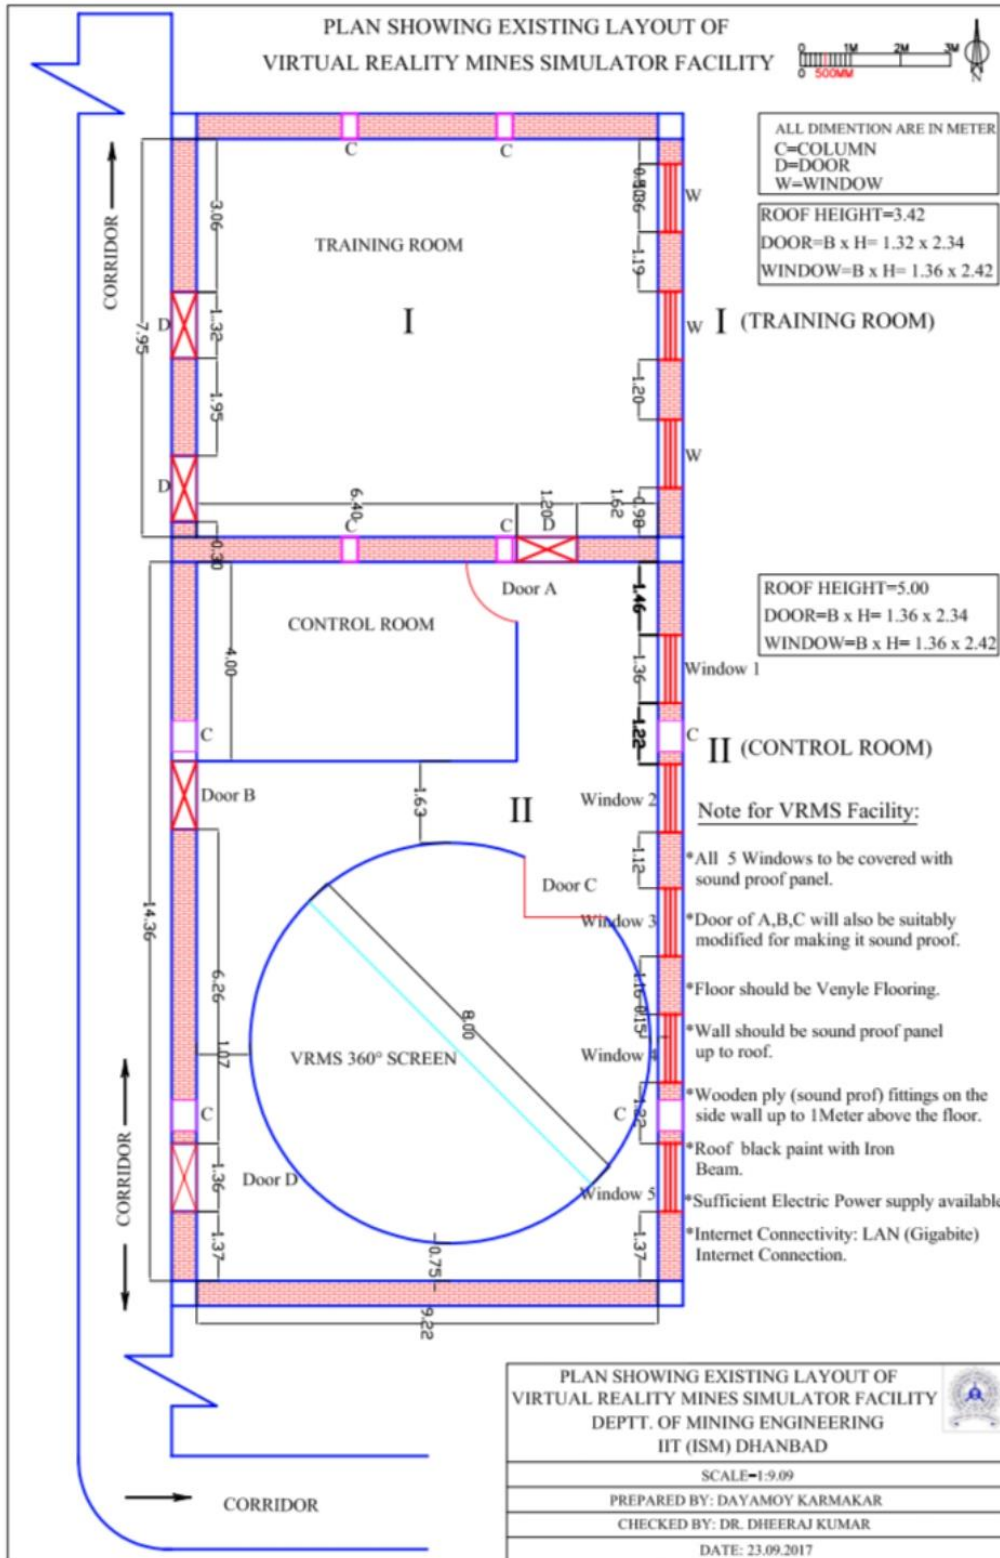 PLAN SHOWING EXISTING LAYOUT OF
VIRTUAL REALITY MINES SIMULATOR FACILITY
0 1M 2M 3M
0 500MM
N
ALL DIMENTION ARE IN METER
C=COLUMN
D=DOOR
W=WINDOW
ROOF HEIGHT=3.42
DOOR=B x H= 1.32 x 2.34
WINDOW=B x H= 1.36 x 2.42
C
C
W
CORRIDOR
3.06
TRAINING ROOM
1.19
I
I (TRAINING ROOM)
7.95
D
1.32
W
1.95
1.20
W
D
6.40
1.20
1.62
0.98
C
C
C
D
0.30
Door A
ROOF HEIGHT=5.00
DOOR=B x H= 1.36 x 2.34
WINDOW=B x H= 1.36 x 2.42
1.46
CONTROL ROOM
4.00
1.36
Window 1
1.22
C
C
II (CONTROL ROOM)
Door B
1.63
II
Window 2
Note for VRMS Facility:
1.12
*All 5 Windows to be covered with
sound proof panel.
Door C
14.36
Window 3
*Door of A,B,C will also be suitably
modified for making it sound proof.
6.26
1.16
0.15
*Floor should be Venyle Flooring.
8.00
*Wall should be sound proof panel
up to roof.
1.07
VRMS 360° SCREEN
Window
*Wooden ply (sound prof) fittings on the
side wall up to 1Meter above the floor.
C
C
1.22
CORRIDOR
*Roof black paint with Iron
Beam.
1.36
Door D
Window 5
*Sufficient Electric Power supply available
1.37
1.37
*Internet Connectivity: LAN (Gigabite)
Internet Connection.
0.75
9.22
PLAN SHOWING EXISTING LAYOUT OF
VIRTUAL REALITY MINES SIMULATOR FACILITY
DEPTT. OF MINING ENGINEERING
IIT (ISM) DHANBAD
SCALE=1:9.09
PREPARED BY: DAYAMOY KARMAKAR
CHECKED BY: DR. DHEERAJ KUMAR
DATE: 23.09.2017
CORRIDOR